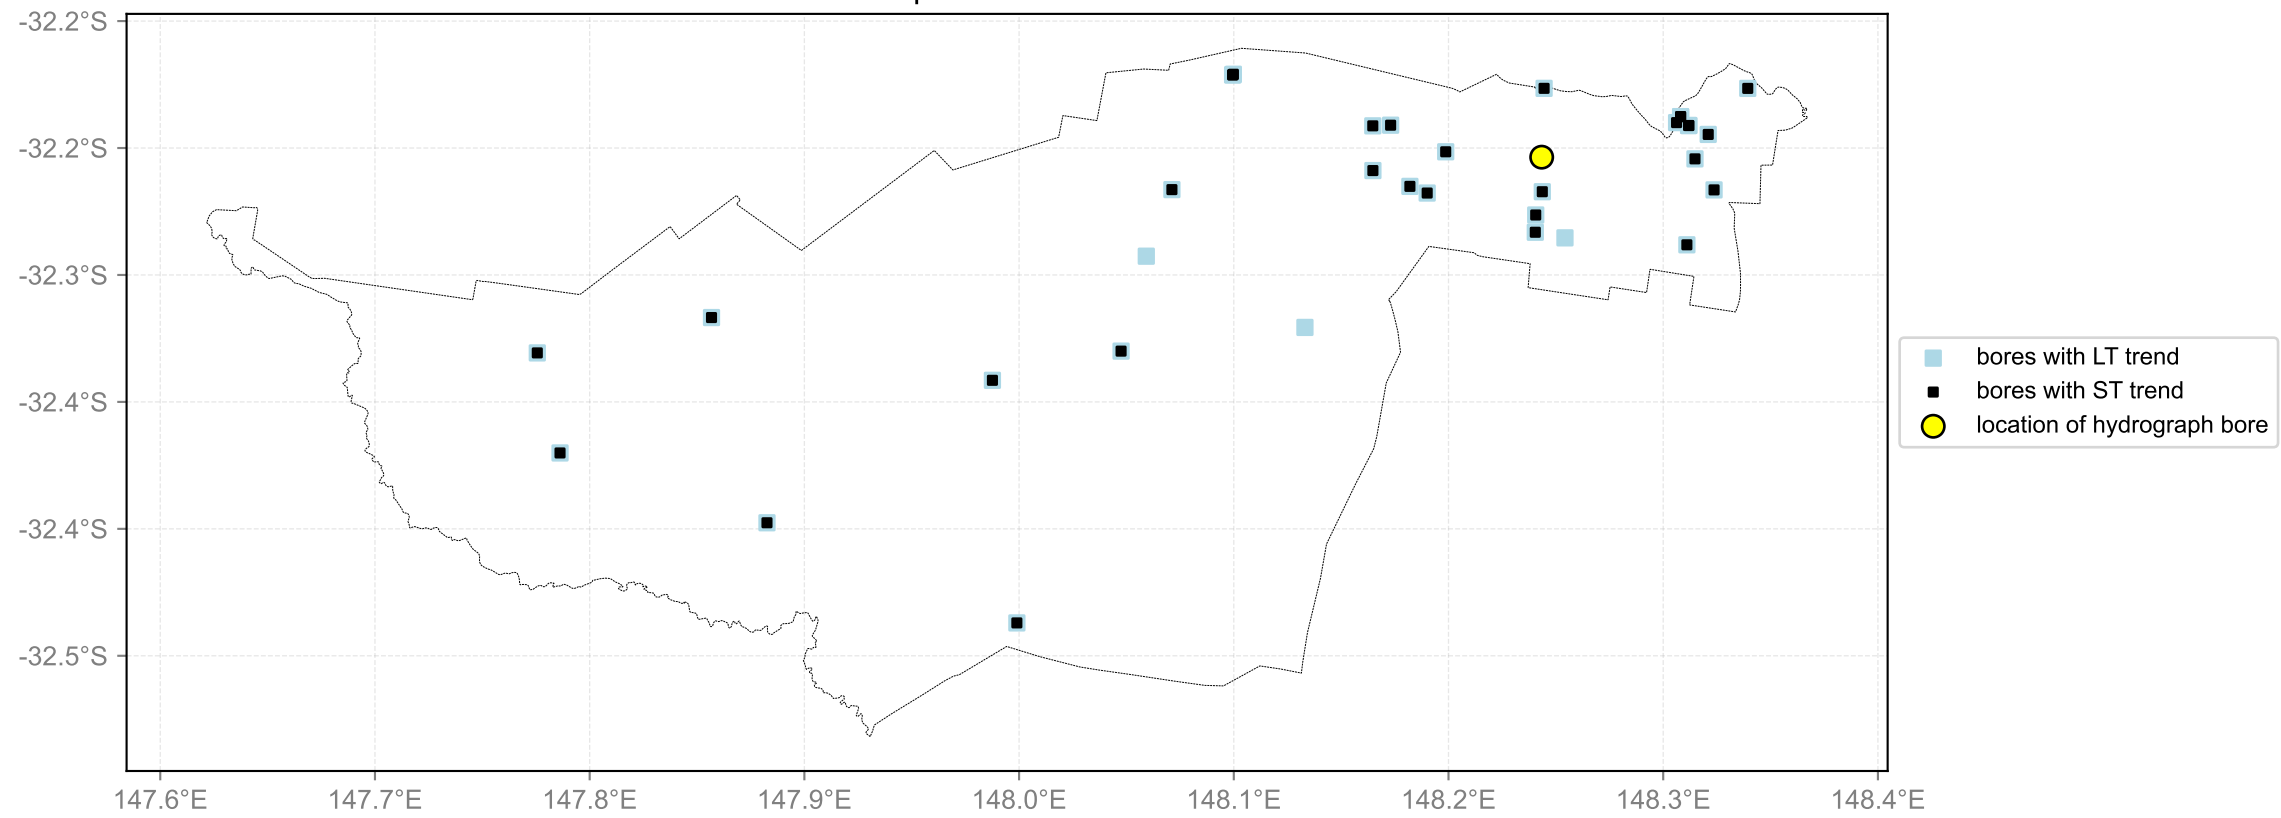 -32.2°S
-32.2°S
-32.3°S
-32.4°S
-32.4°S
-32.5°S
147.6°E
147.7°E
147.8°E
147.9°E
148.0°E
148.1°E
148.2°E
148.3°E
148.4°E
bores with LT trend
bores with ST trend
location of hydrograph bore